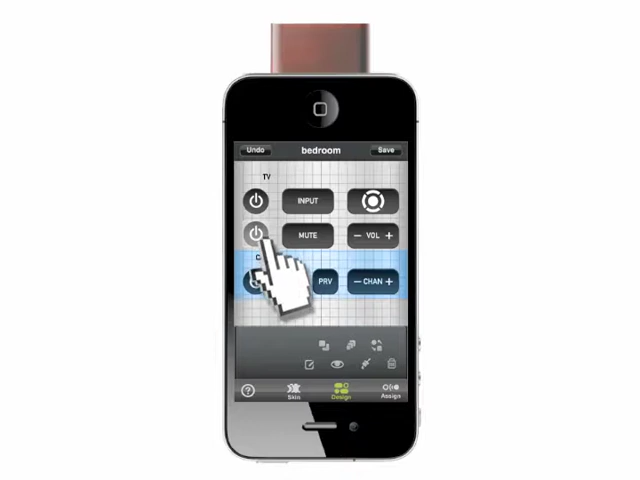 Undo bedroom Save
TV
INPUT
MUTE – VOL +
C
PRV – CHAN +
? Skin Design Assign